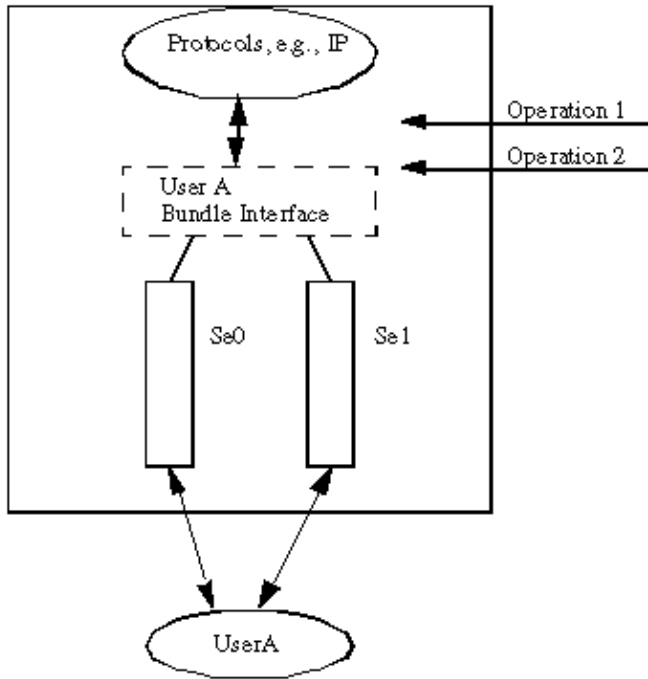 Protocols, e.g., IP
Operation 1
Operation 2
User A
Bundle Interface
Se0
Se1
UserA